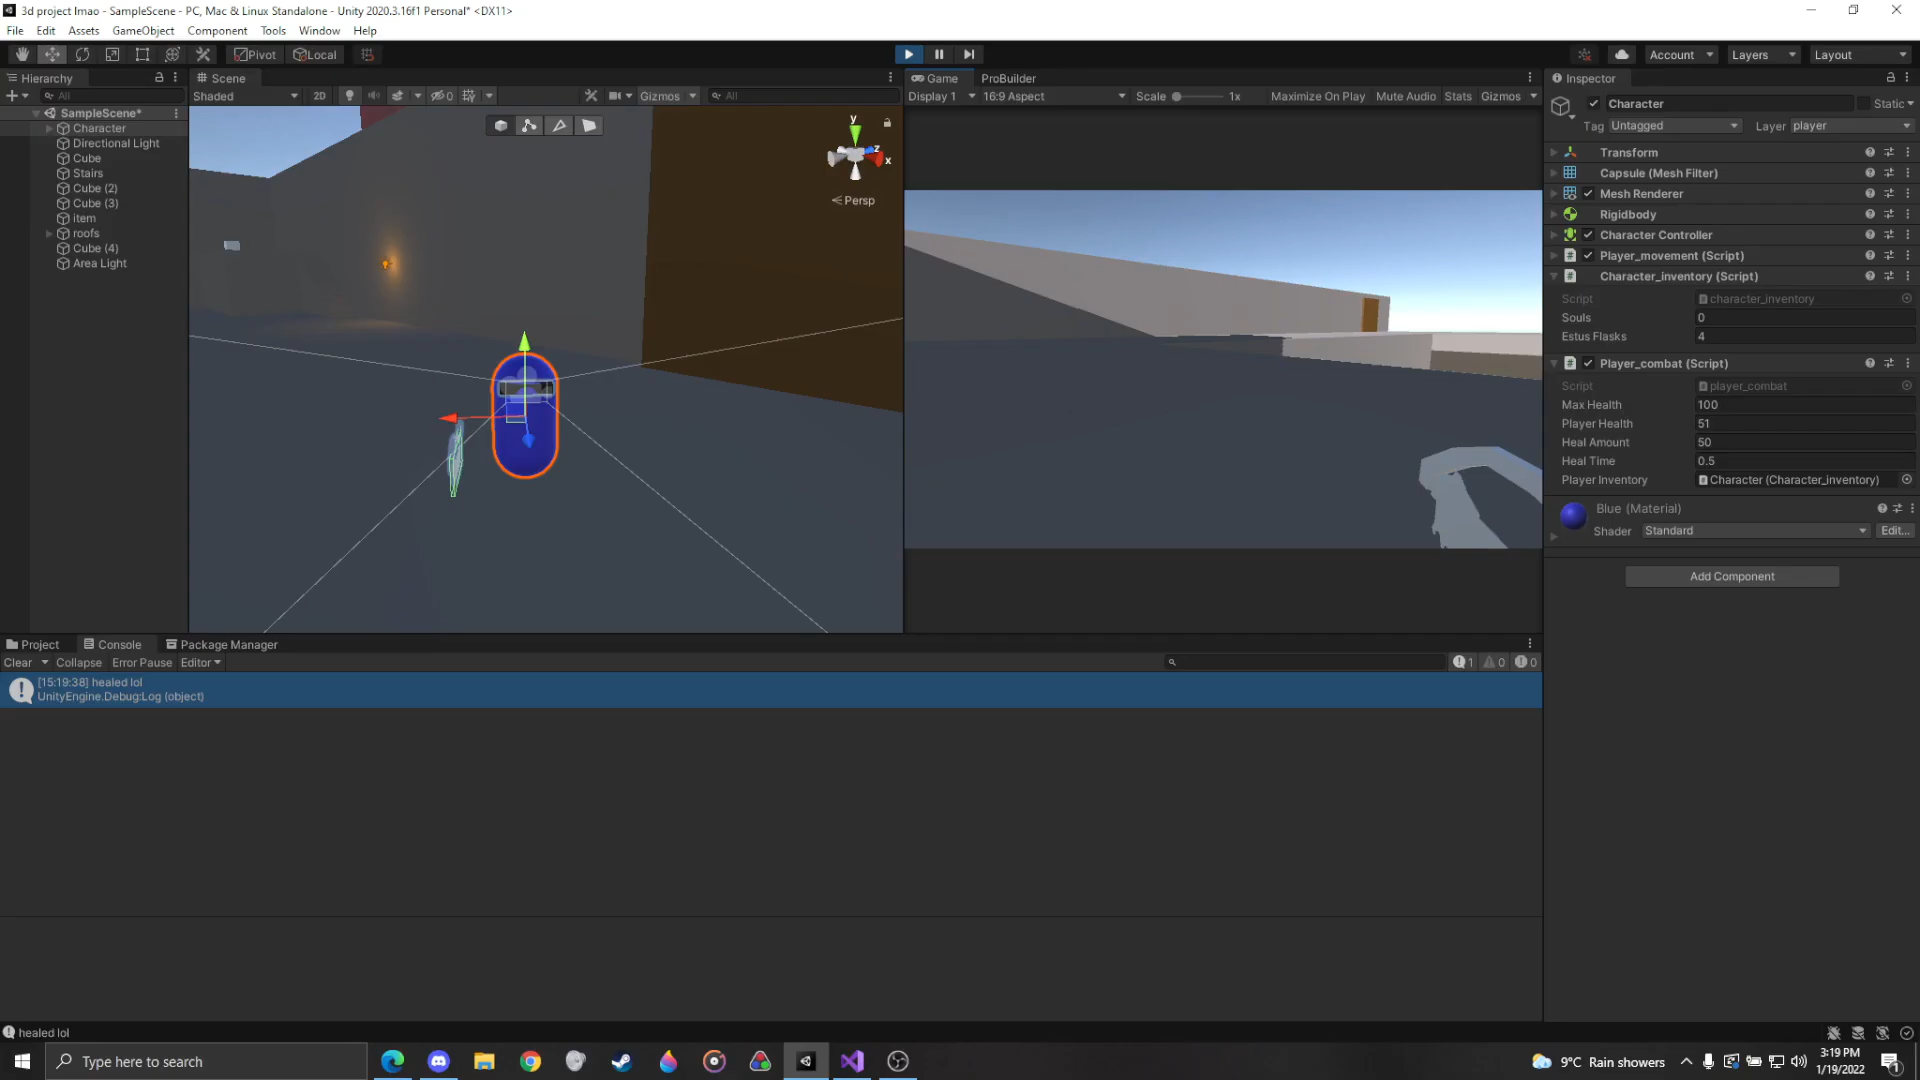 3d project lmao - SampleScene - PC, Mac & Linux Standalone - Unity 2020.3.16f1 Personal* <DX11>
File Edit Assets GameObject Component Tools Window Help
Pivot Local
Account Layers Layout
Hierarchy
All
SampleScene*
Character
Directional Light
Cube
Stairs
Cube (2)
Cube (3)
item
roofs
Cube (4)
Area Light
Scene
Shaded 2D 0 Gizmos All
y
z
x
Persp
Game ProBuilder
Display 1 16:9 Aspect Scale 1x Maximize On Play Mute Audio Stats Gizmos
Inspector
Character Static
Tag Untagged Layer player
Transform
Capsule (Mesh Filter)
Mesh Renderer
Rigidbody
Character Controller
Player_movement (Script)
Character_inventory (Script)
Script character_inventory
Souls 0
Estus Flasks 4
Player_combat (Script)
Script player_combat
Max Health 100
Player Health 51
Heal Amount 50
Heal Time 0.5
Player Inventory Character (Character_inventory)
Blue (Material)
Shader Standard Edit...
Add Component
Project Console Package Manager
Clear Collapse Error Pause Editor 1 0 0
[15:19:38] healed lol
UnityEngine.Debug:Log (object)
healed lol
Type here to search
9°C Rain showers
3:19 PM
1/19/2022
1